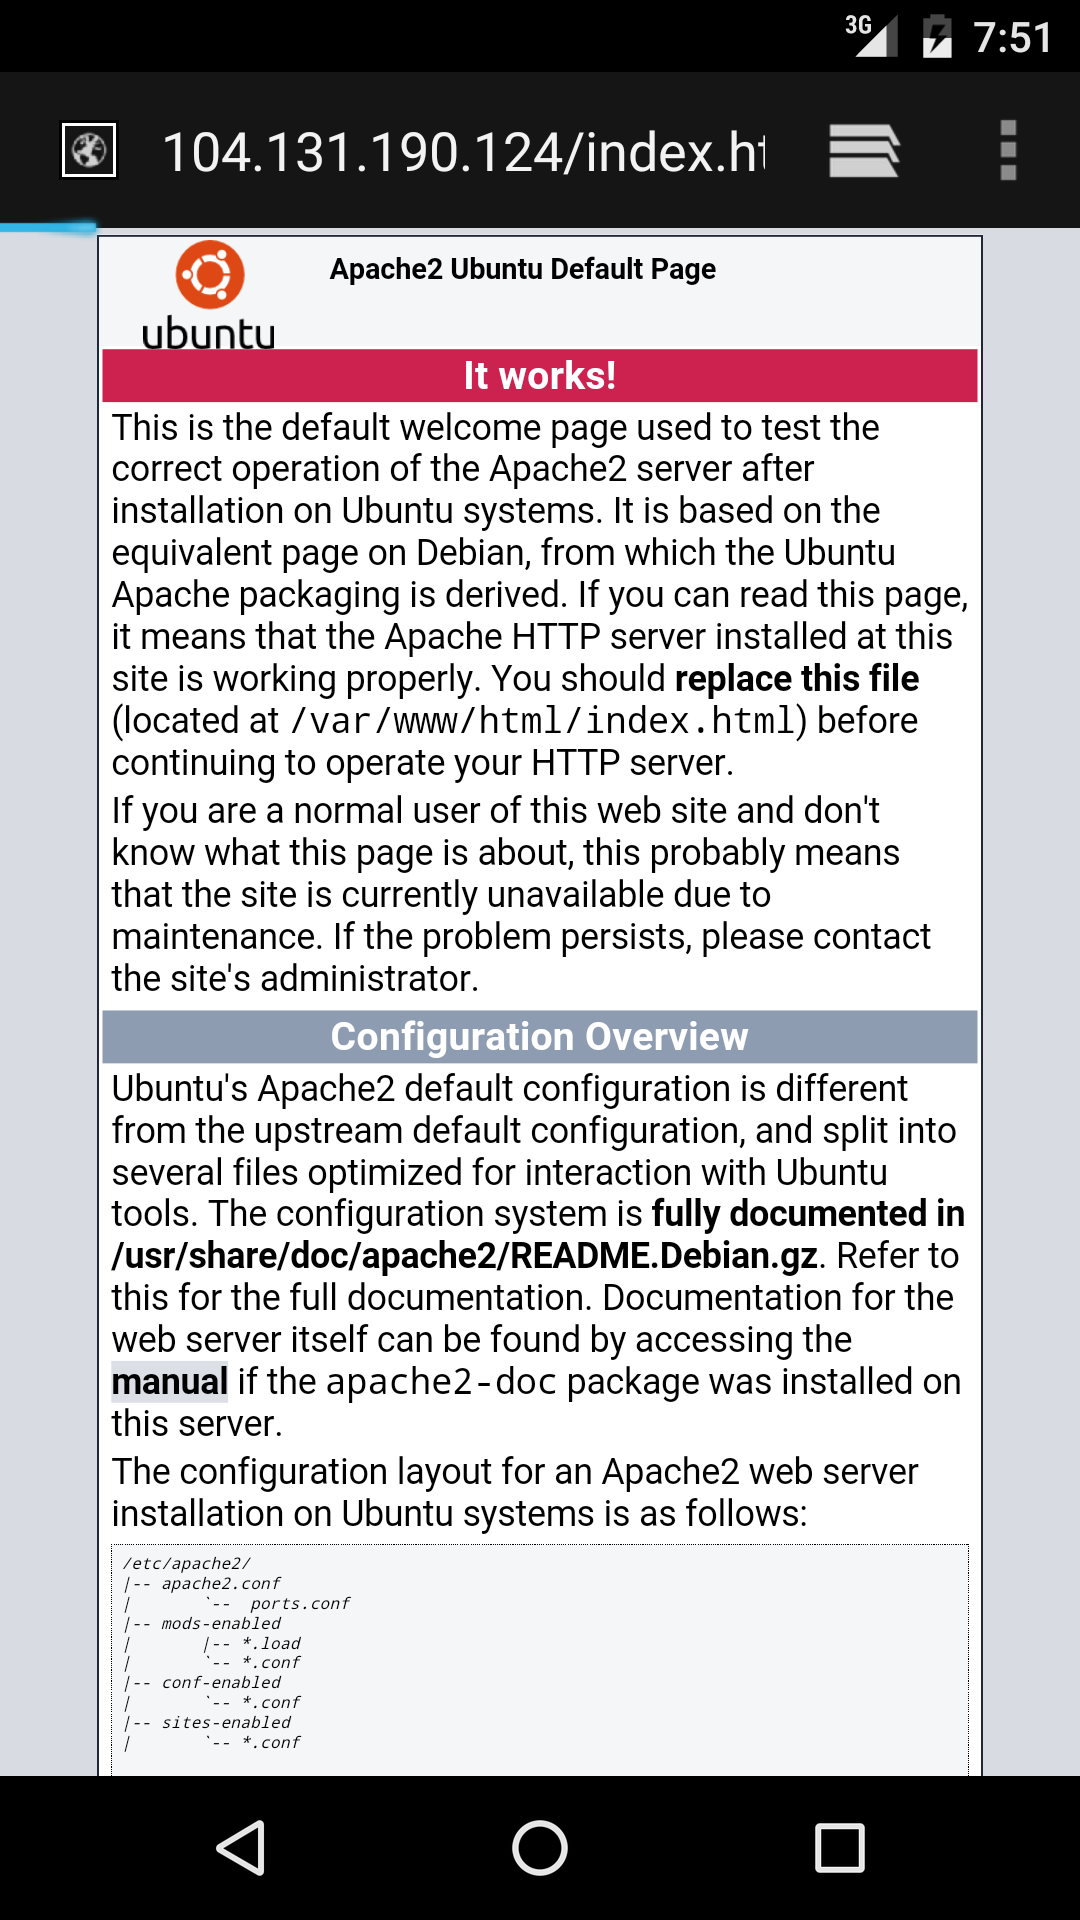 3G 7:51
104.131.190.124/index.ht
ubuntu
Apache2 Ubuntu Default Page
It works!
This is the default welcome page used to test the
correct operation of the Apache2 server after
installation on Ubuntu systems. It is based on the
equivalent page on Debian, from which the Ubuntu
Apache packaging is derived. If you can read this page,
it means that the Apache HTTP server installed at this
site is working properly. You should replace this file
(located at /var/www/html/index.html) before
continuing to operate your HTTP server.
If you are a normal user of this web site and don't
know what this page is about, this probably means
that the site is currently unavailable due to
maintenance. If the problem persists, please contact
the site's administrator.
Configuration Overview
Ubuntu's Apache2 default configuration is different
from the upstream default configuration, and split into
several files optimized for interaction with Ubuntu
tools. The configuration system is fully documented in
/usr/share/doc/apache2/README.Debian.gz. Refer to
this for the full documentation. Documentation for the
web server itself can be found by accessing the
manual if the apache2-doc package was installed on
this server.
The configuration layout for an Apache2 web server
installation on Ubuntu systems is as follows:
/etc/apache2/
|-- apache2.conf
|       `--  ports.conf
|-- mods-enabled
|       |-- *.load
|       `-- *.conf
|-- conf-enabled
|       `-- *.conf
|-- sites-enabled
|       `-- *.conf